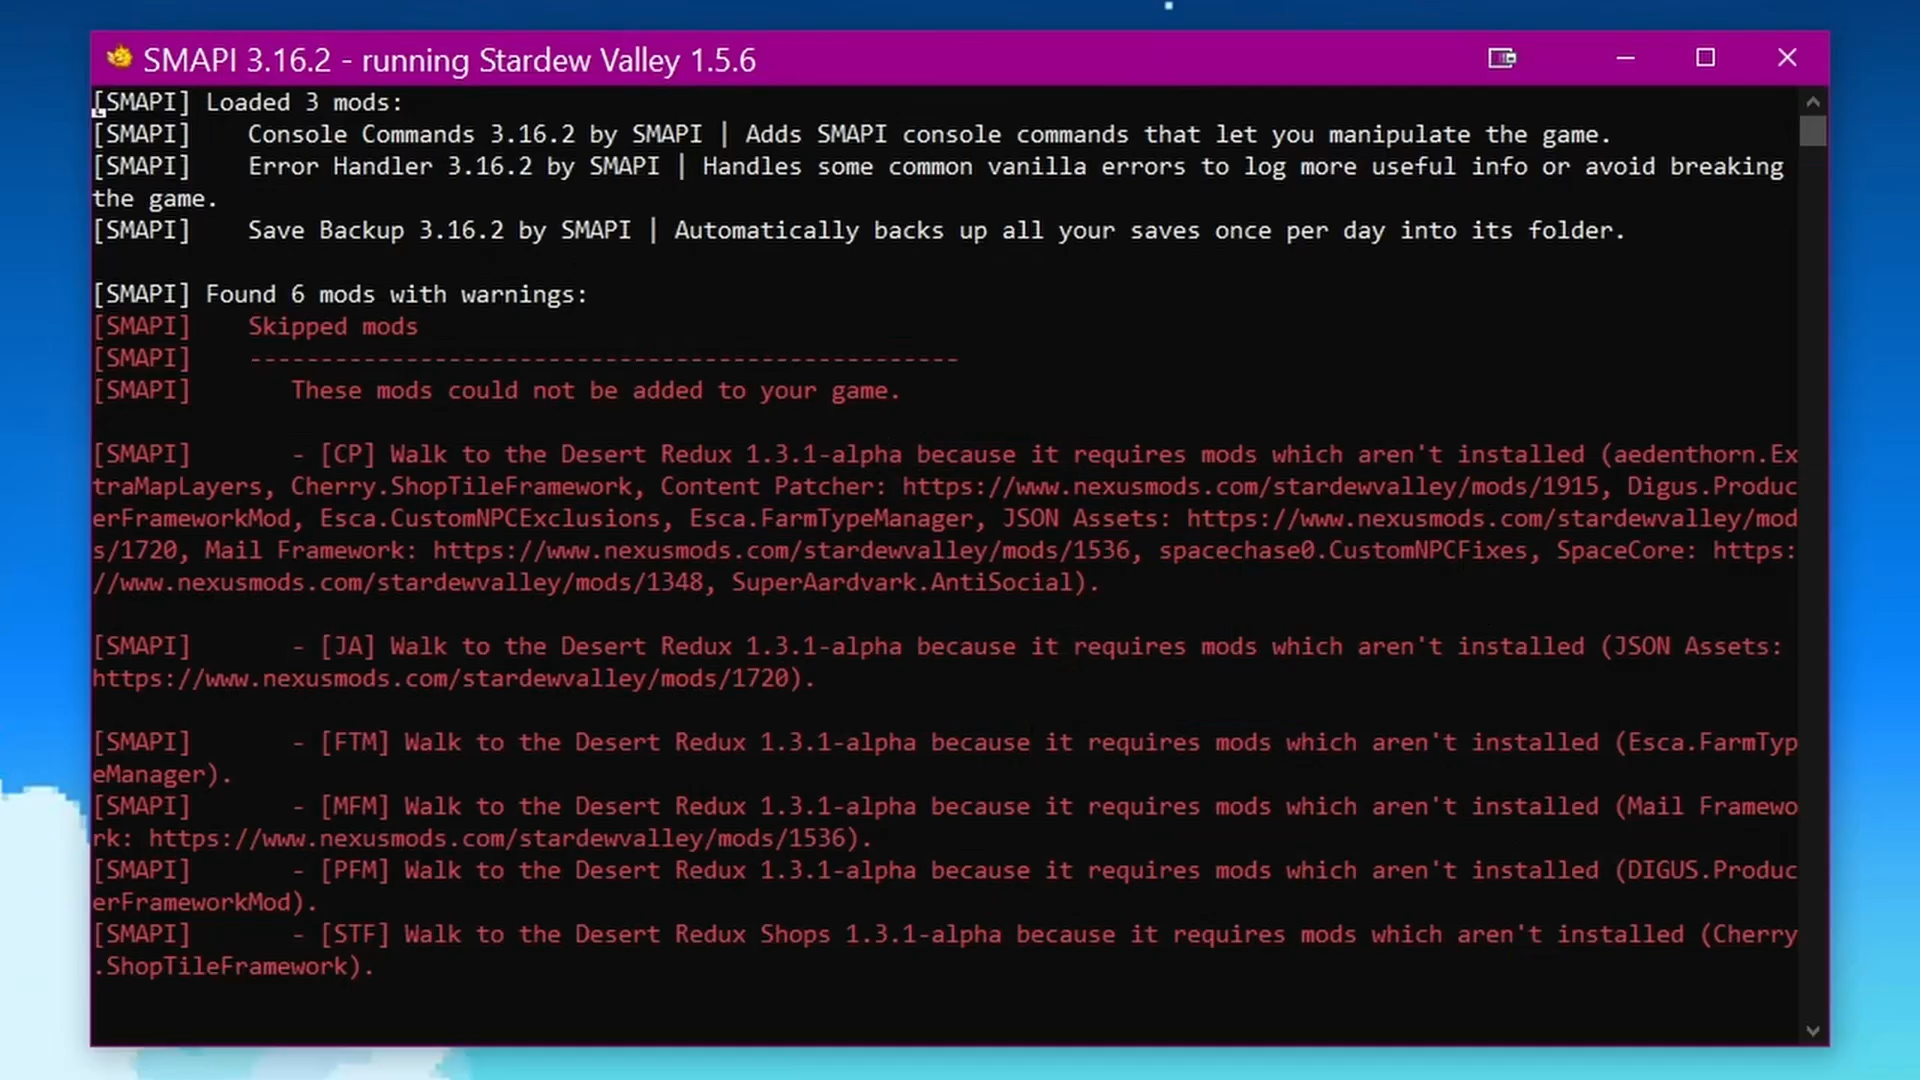 SMAPI 3.16.2 - running Stardew Valley 1.5.6
[SMAPI] Loaded 3 mods:
[SMAPI]    Console Commands 3.16.2 by SMAPI | Adds SMAPI console commands that let you manipulate the game.
[SMAPI]    Error Handler 3.16.2 by SMAPI | Handles some common vanilla errors to log more useful info or avoid breaking
the game.
[SMAPI]    Save Backup 3.16.2 by SMAPI | Automatically backs up all your saves once per day into its folder.
[SMAPI] Found 6 mods with warnings:
[SMAPI]    Skipped mods
[SMAPI]    --------------------------------------------------
[SMAPI]       These mods could not be added to your game.
[SMAPI]       - [CP] Walk to the Desert Redux 1.3.1-alpha because it requires mods which aren't installed (aedenthorn.Ex
traMapLayers, Cherry.ShopTileFramework, Content Patcher: https://www.nexusmods.com/stardewvalley/mods/1915, Digus.Produc
erFrameworkMod, Esca.CustomNPCExclusions, Esca.FarmTypeManager, JSON Assets: https://www.nexusmods.com/stardewvalley/mod
s/1720, Mail Framework: https://www.nexusmods.com/stardewvalley/mods/1536, spacechase0.CustomNPCFixes, SpaceCore: https:
//www.nexusmods.com/stardewvalley/mods/1348, SuperAardvark.AntiSocial).
[SMAPI]       - [JA] Walk to the Desert Redux 1.3.1-alpha because it requires mods which aren't installed (JSON Assets:
https://www.nexusmods.com/stardewvalley/mods/1720).
[SMAPI]       - [FTM] Walk to the Desert Redux 1.3.1-alpha because it requires mods which aren't installed (Esca.FarmTyp
eManager).
[SMAPI]       - [MFM] Walk to the Desert Redux 1.3.1-alpha because it requires mods which aren't installed (Mail Framewo
rk: https://www.nexusmods.com/stardewvalley/mods/1536).
[SMAPI]       - [PFM] Walk to the Desert Redux 1.3.1-alpha because it requires mods which aren't installed (DIGUS.Produc
erFrameworkMod).
[SMAPI]       - [STF] Walk to the Desert Redux Shops 1.3.1-alpha because it requires mods which aren't installed (Cherry
.ShopTileFramework).